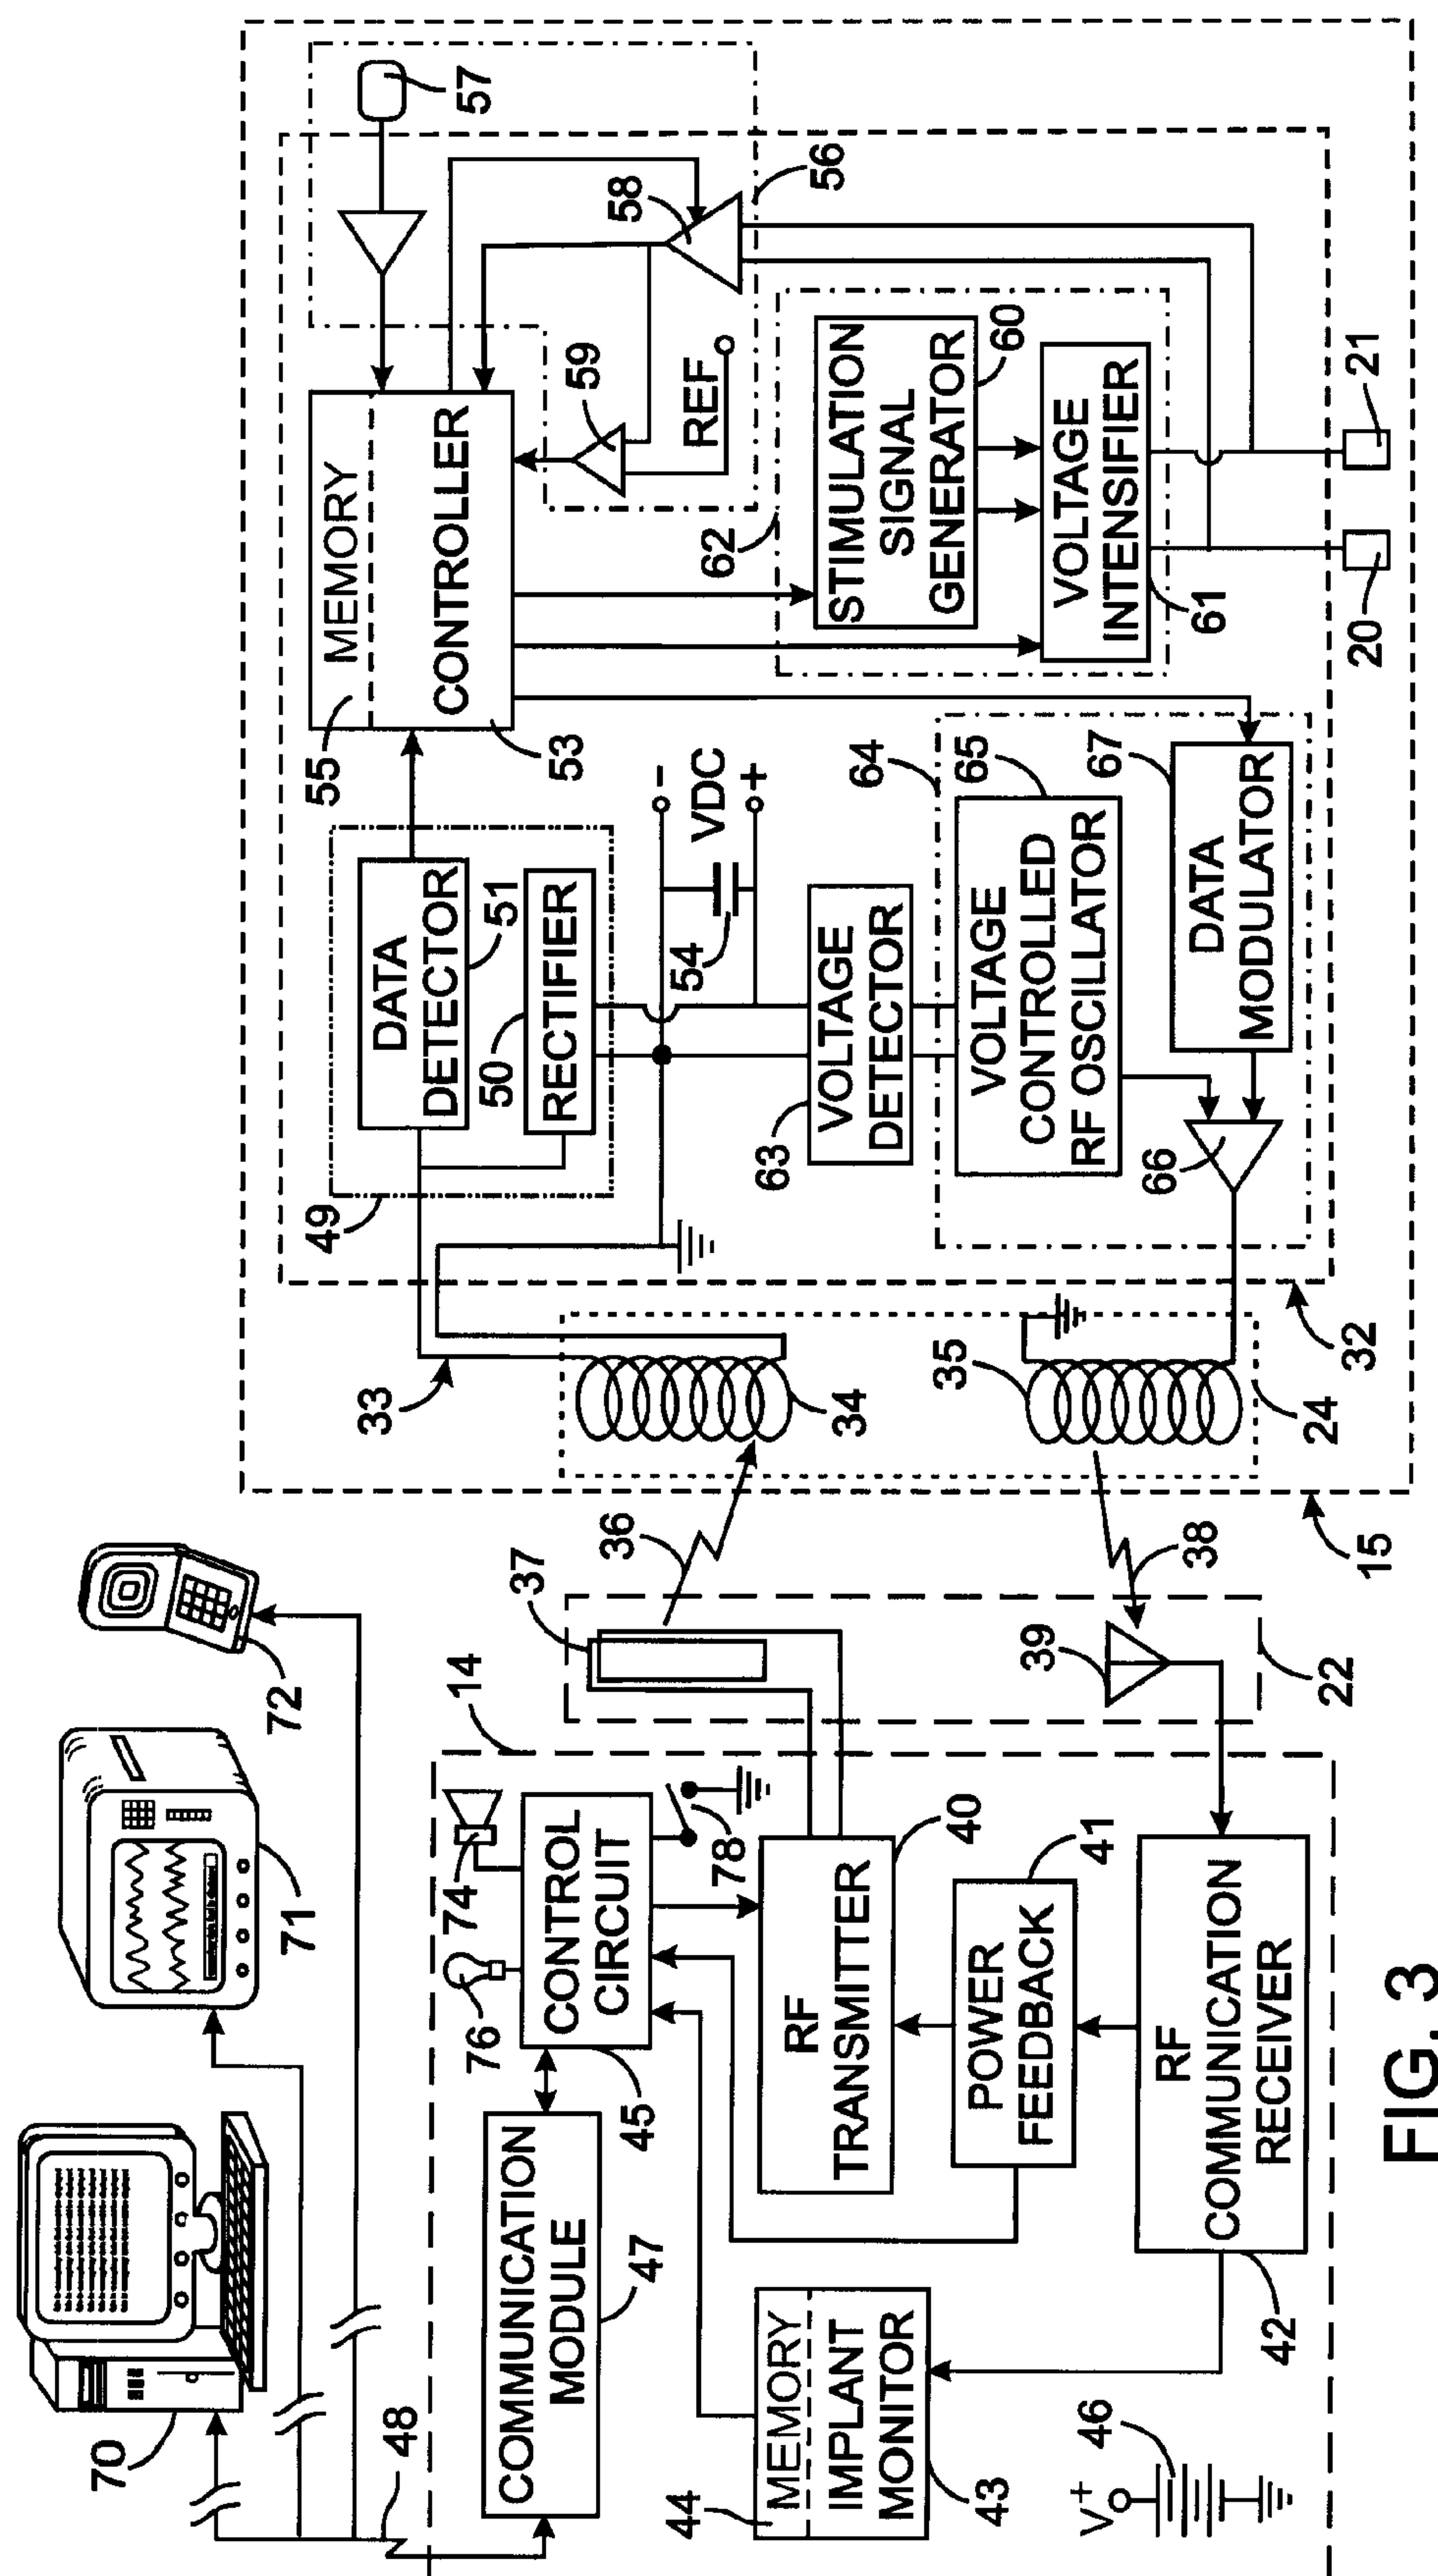 70
71
72
48
14
COMMUNICATION
MODULE
47
76
74
CONTROL
CIRCUIT
45
78
37
36
MEMORY
44
IMPLANT
MONITOR
43
RF
TRANSMITTER
40
POWER
FEEDBACK
41
RF
COMMUNICATION
RECEIVER
42
V+
46
39
22
38
15
33
34
35
24
32
49
DATA
DETECTOR
51
50
RECTIFIER
55
MEMORY
CONTROLLER
53
57
58
56
59
REF
54
-
VDC
+
63
VOLTAGE
DETECTOR
62
STIMULATION
SIGNAL
GENERATOR
60
VOLTAGE
INTENSIFIER
61
64
65
VOLTAGE
CONTROLLED
RF OSCILLATOR
67
DATA
MODULATOR
66
20
21
FIG. 3